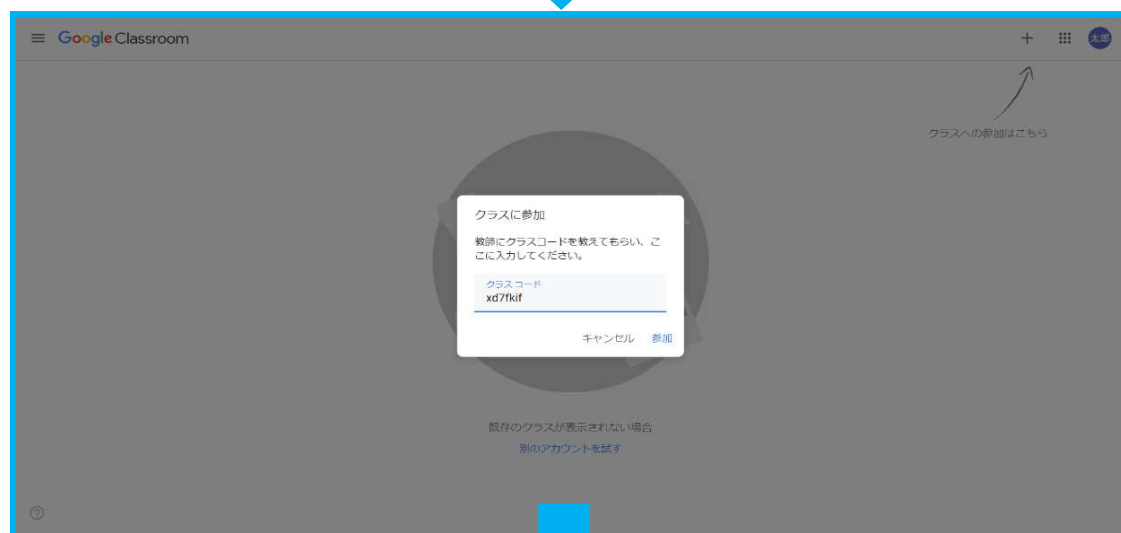 Google Classroom
太郎
クラスへの参加はこちら
クラスに参加
教師にクラスコードを教えてもらい、こ
こに入力してください。
クラス コード
xd7fkif
キャンセル 参加
既存のクラスが表示されない場合
別のアカウントを試す